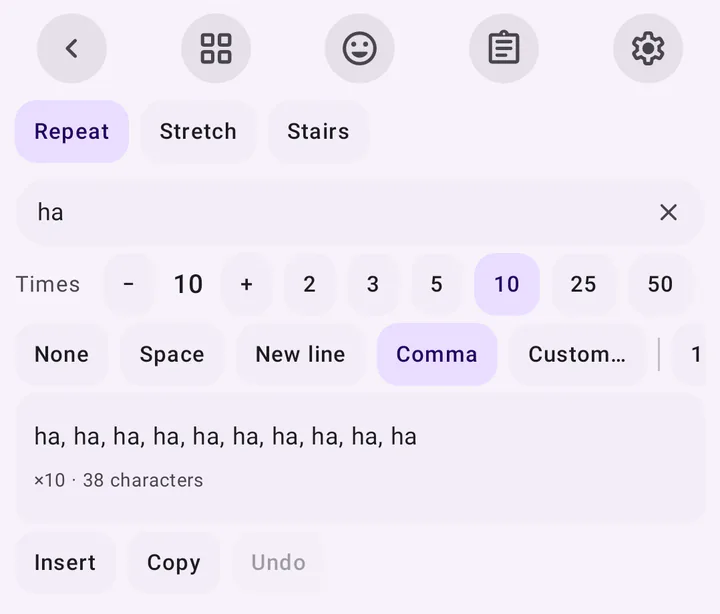 Repeat Stretch Stairs
ha
Times - 10 + 2 3 5 10 25 50
None Space New line Comma Custom... 1
ha, ha, ha, ha, ha, ha, ha, ha, ha, ha
×10 · 38 characters
Insert Copy Undo